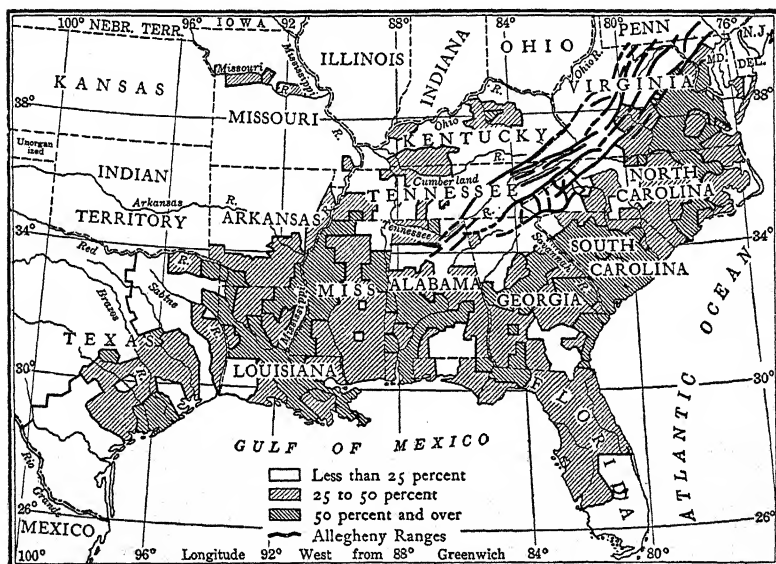 100° NEBR. TERR. 96° IOWA 92° 88° 84° 80° PENN 76°
N.J.
ILLINOIS
INDIANA
OHIO
Ohio R.
MD.
DEL.
Mississippi
R.
Missouri
R.
KANSAS
VIRGINIA
38°
38°
MISSOURI
Ohio
R.
KENTUCKY
Unorganized
R.
INDIAN
Cumberland
NORTH
TENNESSEE
CAROLINA
Arkansas
R.
TERRITORY
ARKANSAS
R.
34°
Tennessee
34°
SOUTH
CAROLINA
Red
R.
Savannah
R.
MISS
ALABAMA
GEORGIA
Brazos
Sabine
Mississippi
TEXAS
R.
R.
30°
LOUISIANA
30°
FLORIDA
ATLANTIC OCEAN
GULF OF MEXICO
Less than 25 percent
25 to 50 percent
50 percent and over
Allegheny Ranges
Rio
Grande
26°
26°
MEXICO
100° 96° Longitude 92° West from 88° Greenwich 84° 80°